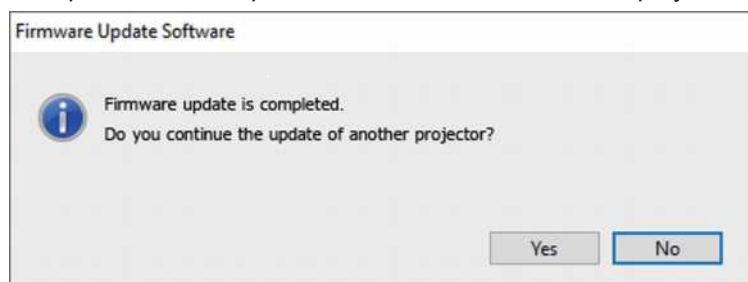 Firmware Update Software
Firmware update is completed.
Do you continue the update of another projector?
Yes No